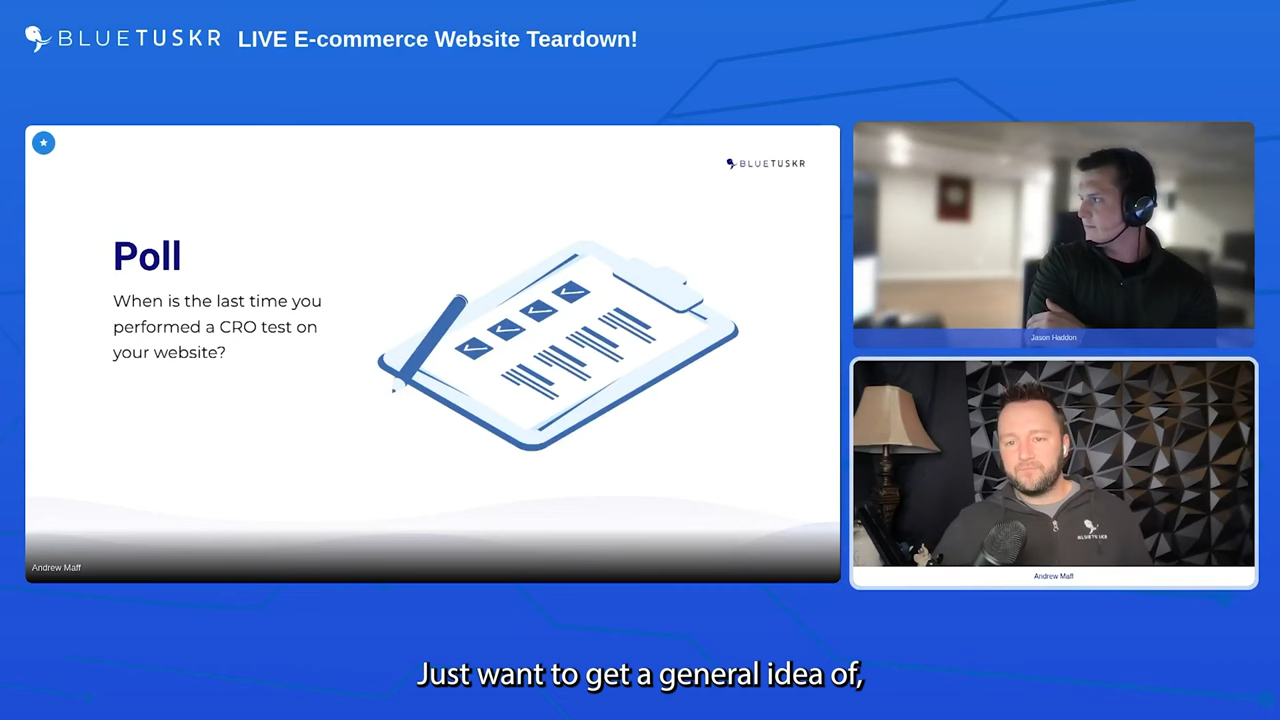 BLUETUSKR LIVE E-commerce Website Teardown!
BLUETUSKR
Poll
When is the last time you
performed a CRO test on
your website?
Andrew Maff
Jason Haddon
BLUETUSKR
Andrew Maff
Just want to get a general idea of,